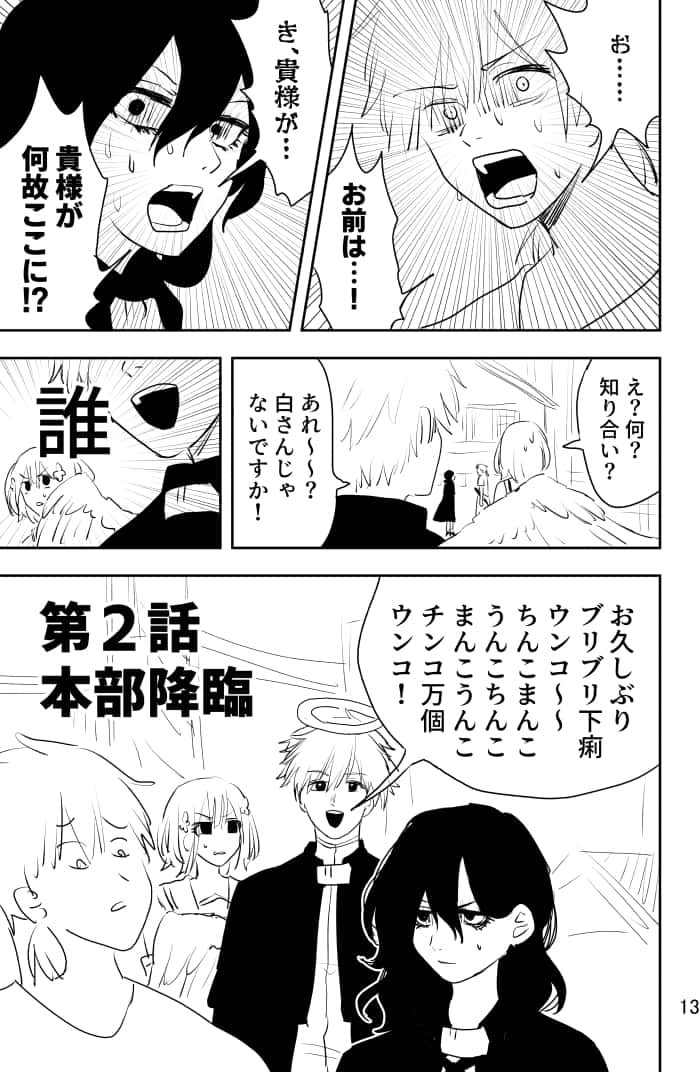 お……
お前は…！
き、貴様が…
貴様が
何故ここに!?
え？何？
知り合い？
あれ～～？
白さんじゃ
ないですか！
誰
お久しぶり
ブリブリ下痢
ウンコ～～
ちんこまんこ
うんこちんこ
まんこうんこ
チンコ万個
ウンコ！
第２話
本部降臨
13